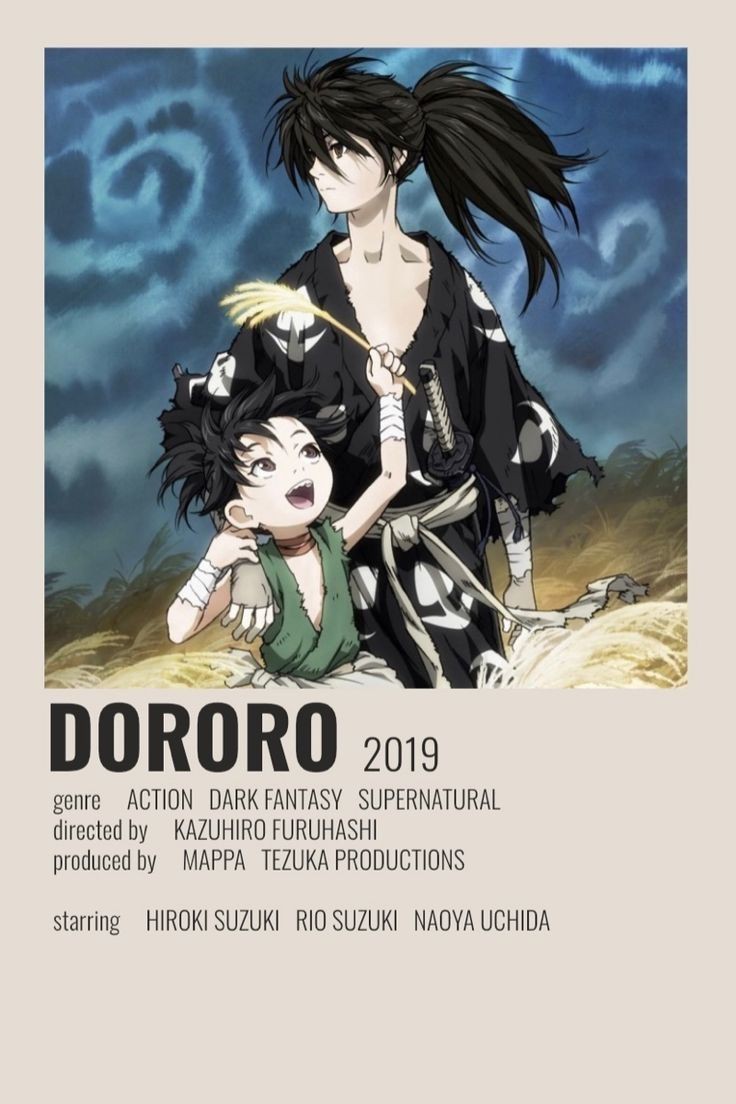 DORORO 2019
genre ACTION DARK FANTASY SUPERNATURAL
directed by KAZUHIRO FURUHASHI
produced by MAPPA TEZUKA PRODUCTIONS
starring HIROKI SUZUKI RIO SUZUKI NAOYA UCHIDA